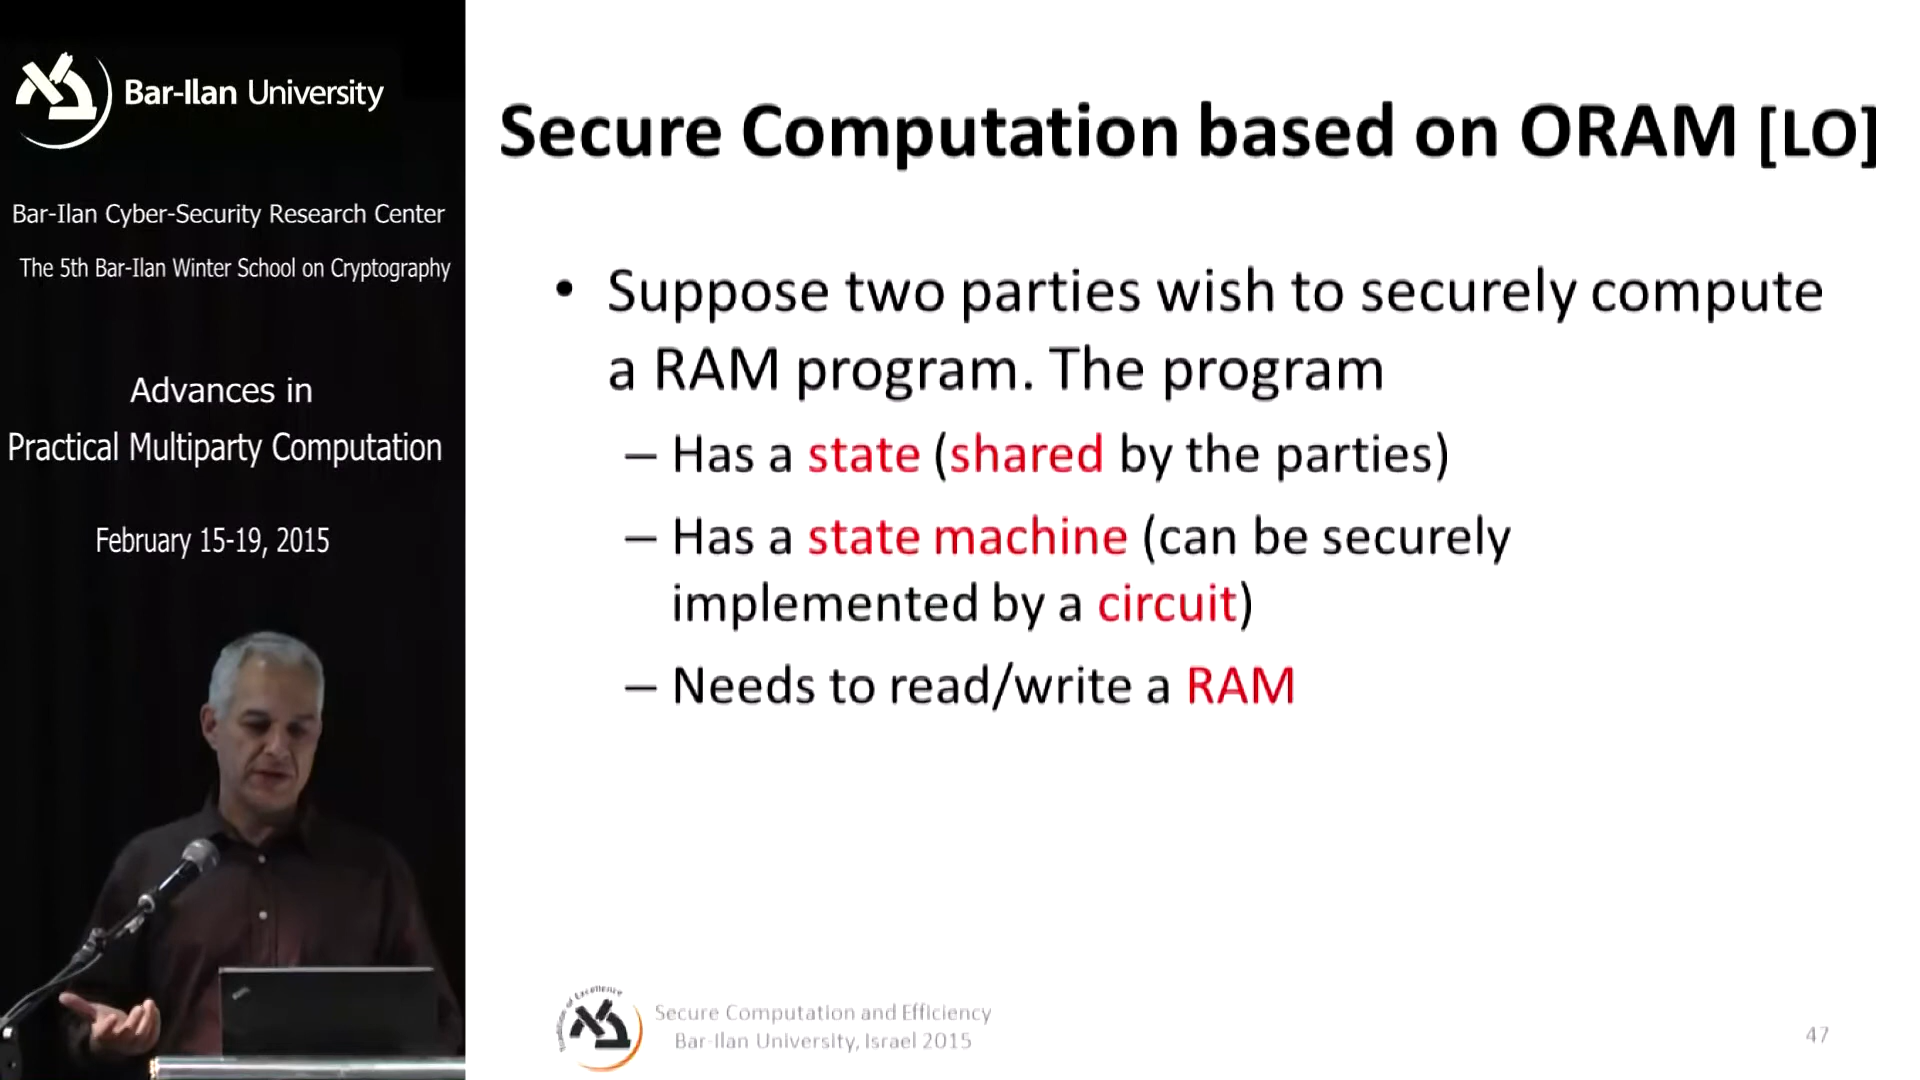 Bar-Ilan University
Bar-Ilan Cyber-Security Research Center
The 5th Bar-Ilan Winter School on Cryptography
Advances in
Practical Multiparty Computation
February 15-19, 2015
Secure Computation based on ORAM [LO]
• Suppose two parties wish to securely compute
a RAM program. The program
– Has a state (shared by the parties)
– Has a state machine (can be securely
implemented by a circuit)
– Needs to read/write a RAM
of Excellence
Secure Computation and Efficiency
Bar-Ilan University, Israel 2015
47